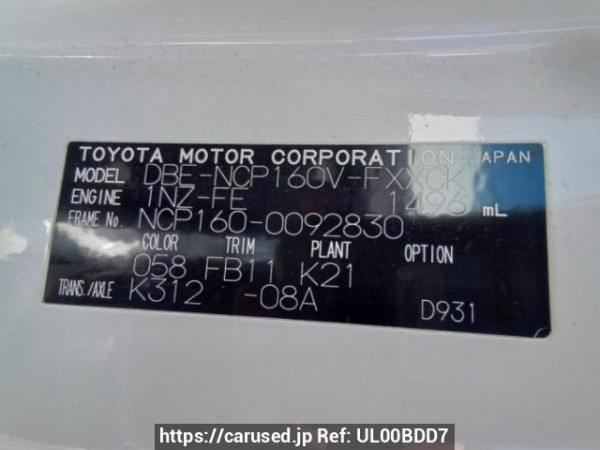 TOYOTA MOTOR CORPORATION JAPAN
MODEL DBE-NCP160V-FXXCK
ENGINE 1NZ-FE 1496 mL
FRAME No. NCP160-0092830
COLOR TRIM PLANT OPTION
058 FB11 K21
TRANS./AXLE K312 -08A D931
https://carused.jp Ref: UL00BDD7